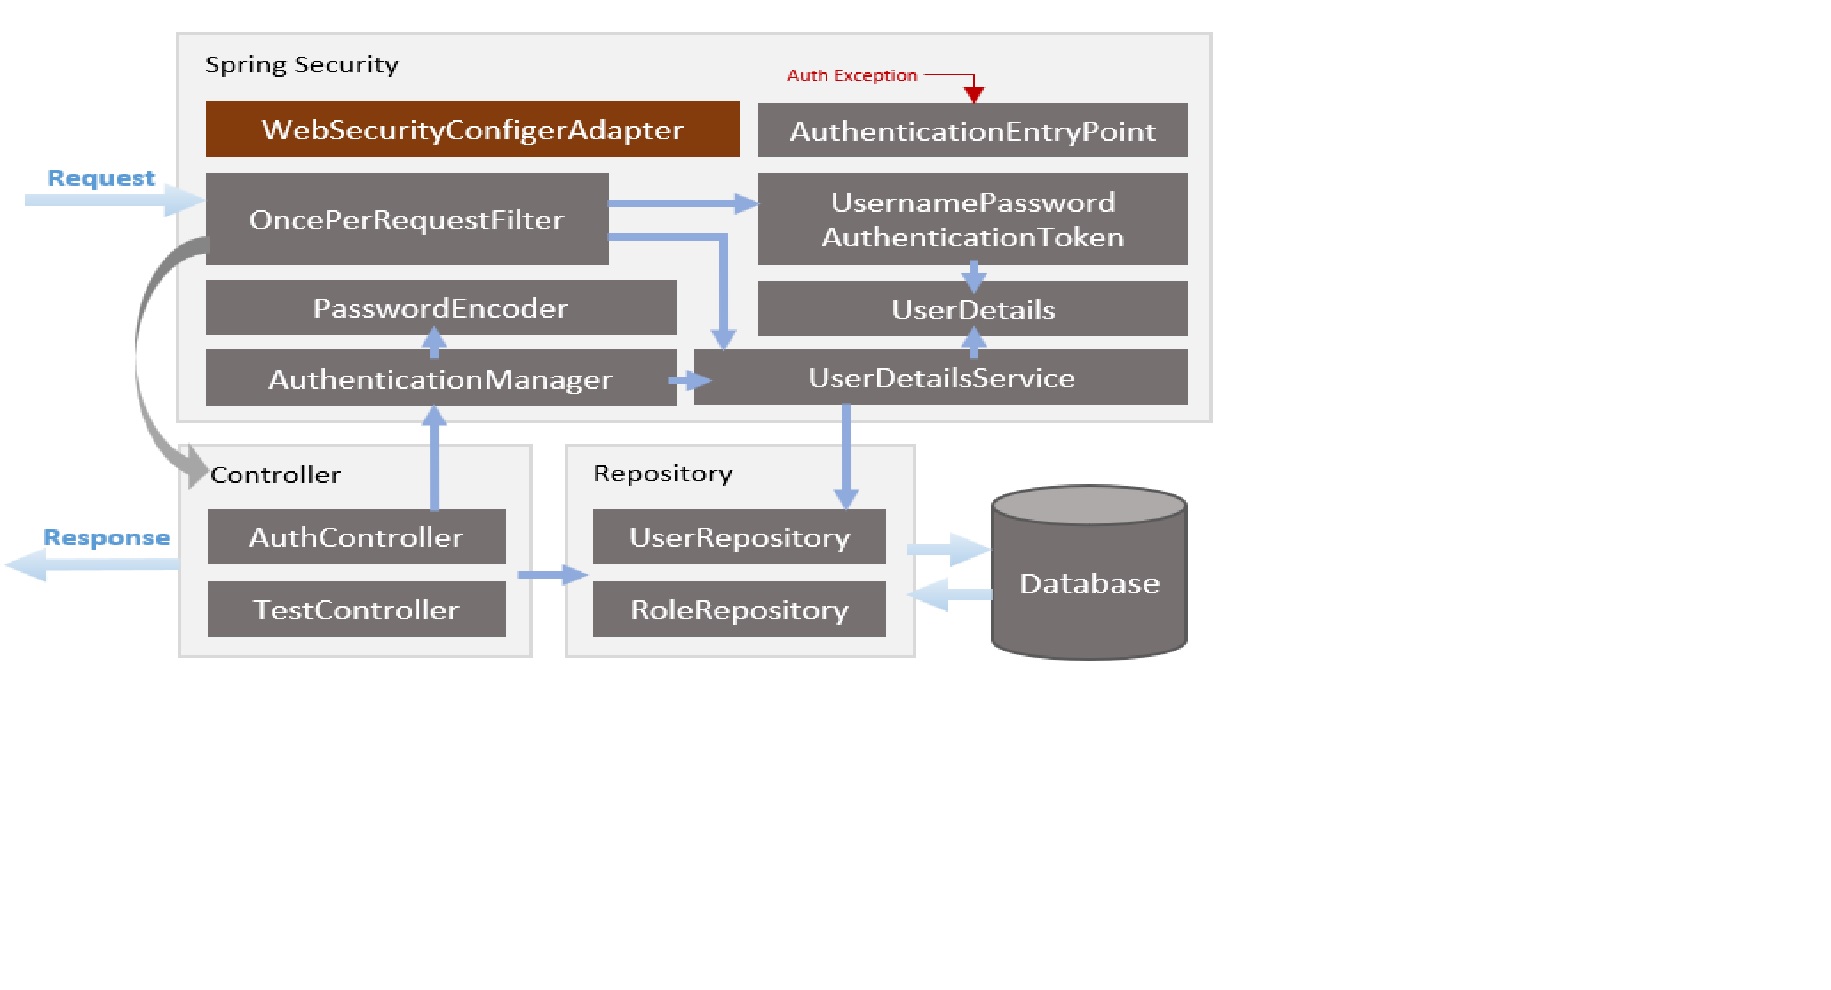 Spring Security
Auth Exception
WebSecurityConfigerAdapter
AuthenticationEntryPoint
Request
OncePerRequestFilter
UsernamePassword
AuthenticationToken
PasswordEncoder
UserDetails
AuthenticationManager
UserDetailsService
Controller
Repository
Response
AuthController
UserRepository
Database
TestController
RoleRepository